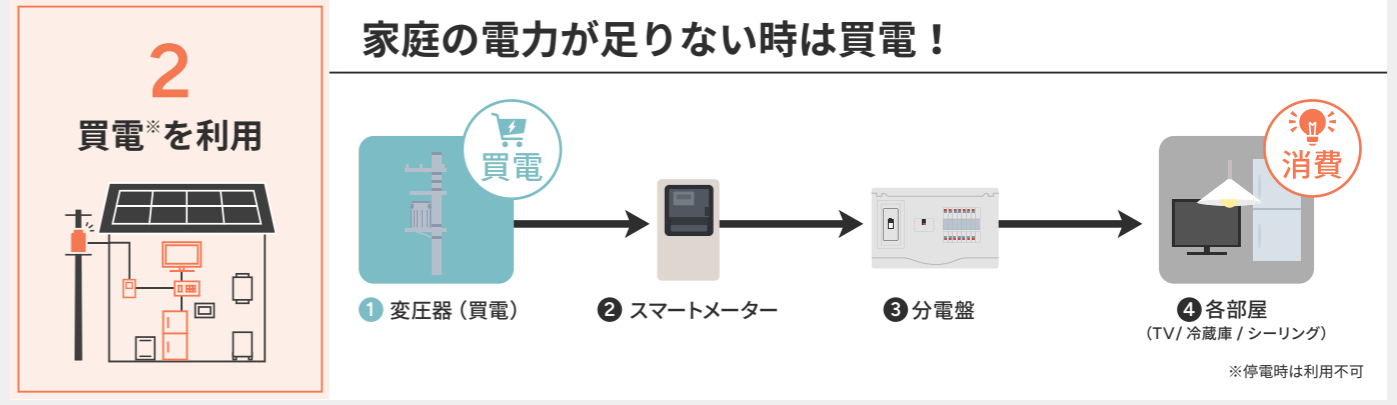 2
買電※を利用
家庭の電力が足りない時は買電！
買電
消費
1 変圧器（買電）
2 スマートメーター
3 分電盤
4 各部屋
（TV/ 冷蔵庫 / シーリング）
※停電時は利用不可